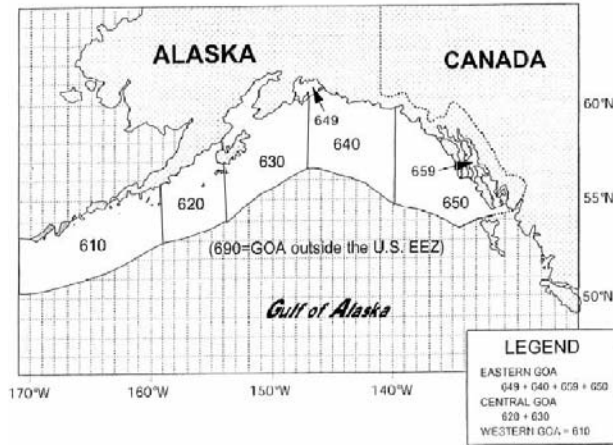 ALASKA
CANADA
60°N
649
640
630
659
620
650
55°N
610
(690=GOA outside the U.S. EEZ)
50°N
Gulf of Alaska
LEGEND
EASTERN GOA
649 + 640 + 659 + 650
CENTRAL GOA
620 + 630
WESTERN GOA = 610
170°W
160°W
150°W
140°W